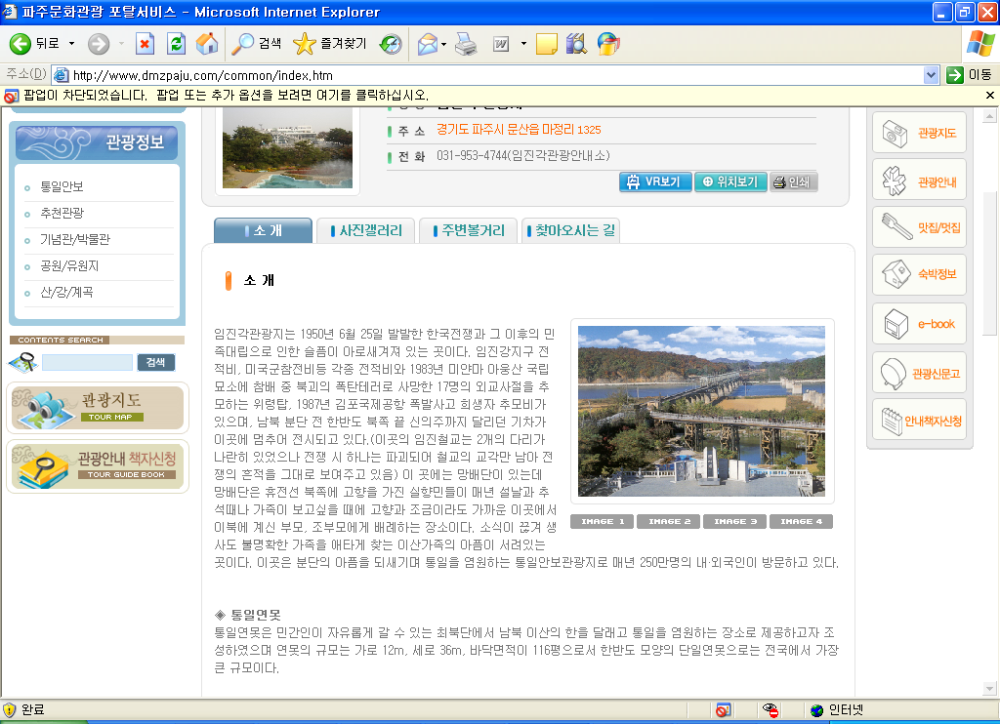 파주문화관광 포탈서비스 - Microsoft Internet Explorer
뒤로
검색
즐겨찾기
주소(D)
http://www.dmzpaju.com/common/index.htm
이동
팝업이 차단되었습니다. 팝업 또는 추가 옵션을 보려면 여기를 클릭하십시오.
관광정보
통일안보
추천관광
기념관/박물관
공원/유원지
산/강/계곡
CONTENTS SEARCH
검색
관광지도
TOUR MAP
관광안내 책자신청
TOUR GUIDE BOOK
주 소 경기도 파주시 문산읍 마정리 1325
전 화 031-953-4744(임진각관광안내소)
VR보기
위치보기
인쇄
소 개
사진갤러리
주변볼거리
찾아오시는 길
소 개
임진각관광지는 1950년 6월 25일 발발한 한국전쟁과 그 이후의 민
족대립으로 인한 슬픔이 아로새겨져 있는 곳이다. 임진강지구 전
적비, 미국군참전비등 각종 전적비와 1983년 미얀마 아웅산 국립
묘소에 참배 중 북괴의 폭탄테러로 사망한 17명의 외교사절을 추
모하는 위령탑, 1987년 김포국제공항 폭발사고 희생자 추모비가
있으며, 남북 분단 전 한반도 북쪽 끝 신의주까지 달리던 기차가
이곳에 멈추어 전시되고 있다.(이곳의 임진철교는 2개의 다리가
나란히 있었으나 전쟁 시 하나는 파괴되어 철교의 교각만 남아 전
쟁의 흔적을 그대로 보여주고 있음) 이 곳에는 망배단이 있는데
망배단은 휴전선 북쪽에 고향을 가진 실향민들이 매년 설날과 추
석때나 가족이 보고싶을 때에 고향과 조금이라도 가까운 이곳에서
이북에 계신 부모, 조부모에게 배례하는 장소이다. 소식이 끊겨 생
사도 불명확한 가족을 애타게 찾는 이산가족의 아픔이 서려있는
곳이다. 이곳은 분단의 아픔을 되새기며 통일을 염원하는 통일안보관광지로 매년 250만명의 내·외국인이 방문하고 있다.
IMAGE 1
IMAGE 2
IMAGE 3
IMAGE 4
◈ 통일연못
통일연못은 민간인이 자유롭게 갈 수 있는 최북단에서 남북 이산의 한을 달래고 통일을 염원하는 장소로 제공하고자 조
성하였으며 연못의 규모는 가로 12m, 세로 36m, 바닥면적이 116평으로서 한반도 모양의 단일연못으로는 전국에서 가장
큰 규모이다.
관광지도
관광안내
맛집/멋집
숙박정보
e-book
관광신문고
안내책자신청
완료
인터넷